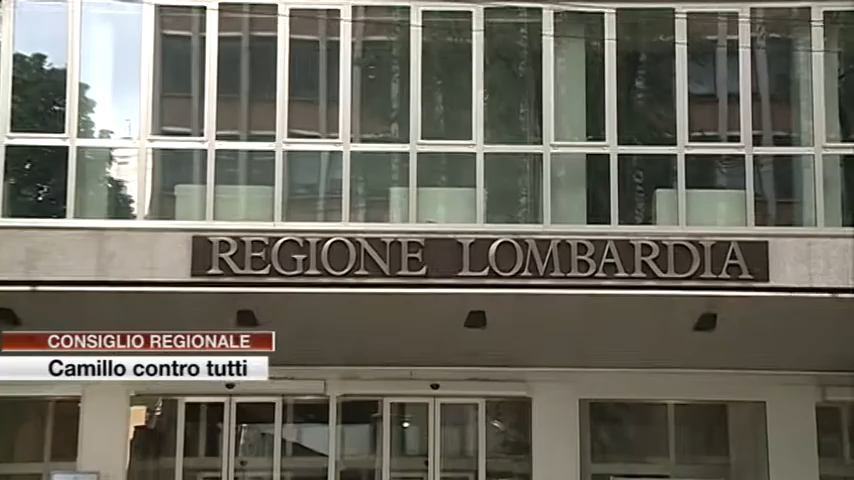 REGIONE LOMBARDIA
CONSIGLIO REGIONALE
Camillo contro tutti